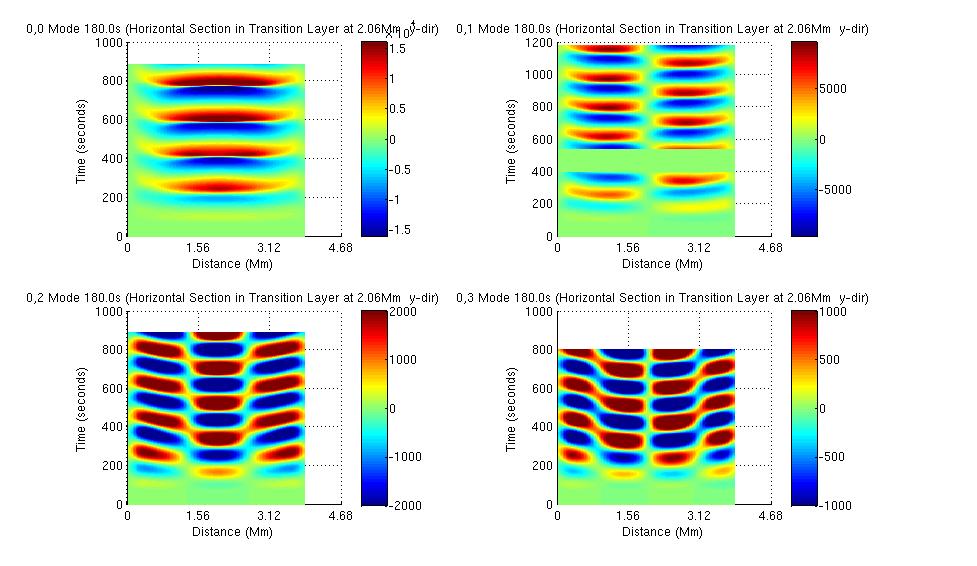 0,0 Mode 180.0s (Horizontal Section in Transition Layer at 2.06Mm y-dir)
x 10^4
1000
800
600
400
200
0
Time (seconds)
0 1.56 3.12 4.68
Distance (Mm)
1.5
1
0.5
0
-0.5
-1
-1.5
0,1 Mode 180.0s (Horizontal Section in Transition Layer at 2.06Mm y-dir)
1200
1000
800
600
400
200
0
Time (seconds)
0 1.56 3.12 4.68
Distance (Mm)
5000
0
-5000
0,2 Mode 180.0s (Horizontal Section in Transition Layer at 2.06Mm y-dir)
1000
800
600
400
200
0
Time (seconds)
0 1.56 3.12 4.68
Distance (Mm)
2000
1000
0
-1000
-2000
0,3 Mode 180.0s (Horizontal Section in Transition Layer at 2.06Mm y-dir)
1000
800
600
400
200
0
Time (seconds)
0 1.56 3.12 4.68
Distance (Mm)
1000
500
0
-500
-1000